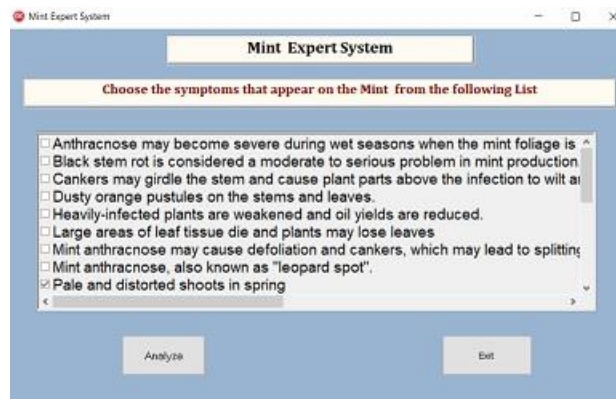 Mint Expert System
Mint Expert System
Choose the symptoms that appear on the Mint from the following List
Anthracnose may become severe during wet seasons when the mint foliage is
Black stem rot is considered a moderate to serious problem in mint production
Cankers may girdle the stem and cause plant parts above the infection to wilt
Dusty orange pustules on the stems and leaves.
Heavily-infected plants are weakened and oil yields are reduced.
Large areas of leaf tissue die and plants may lose leaves
Mint anthracnose may cause defoliation and cankers, which may lead to splitting
Mint anthracnose, also known as "leopard spot".
Pale and distorted shoots in spring
Analyze
Exit